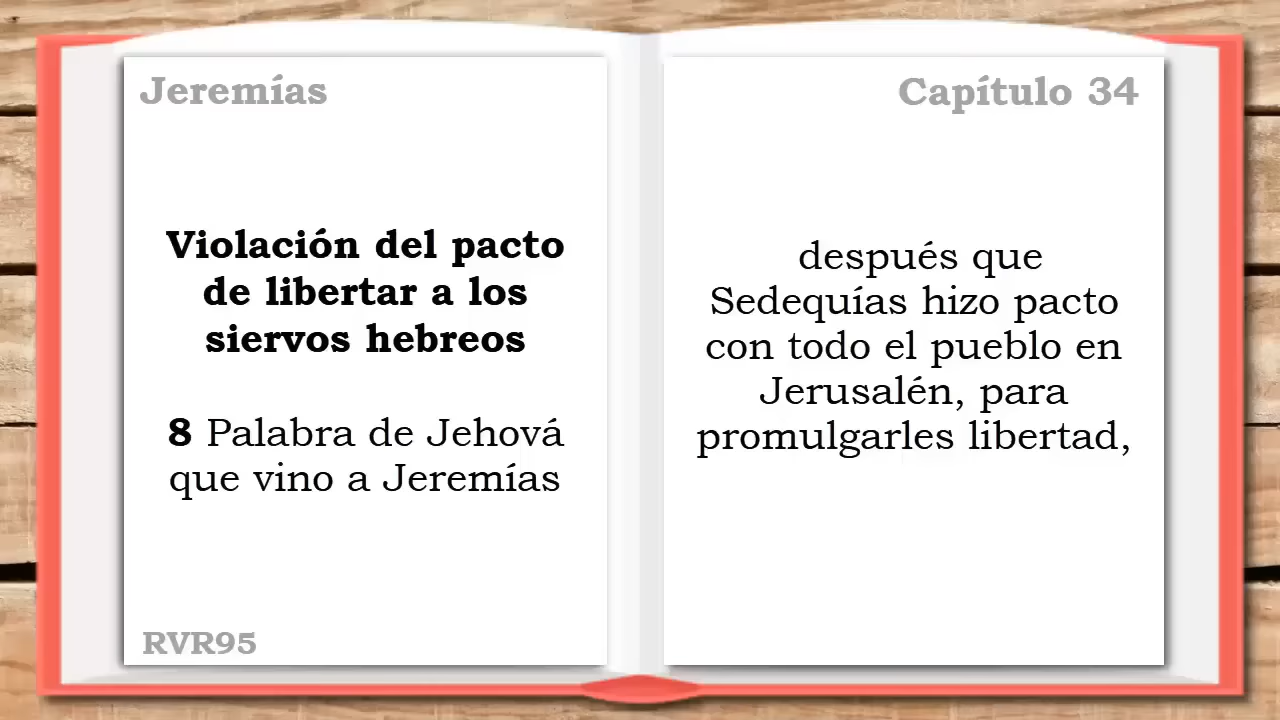 Jeremías
Violación del pacto
de libertar a los
siervos hebreos
8 Palabra de Jehová
que vino a Jeremías
RVR95
Capítulo 34
después que
Sedequías hizo pacto
con todo el pueblo en
Jerusalén, para
promulgarles libertad,